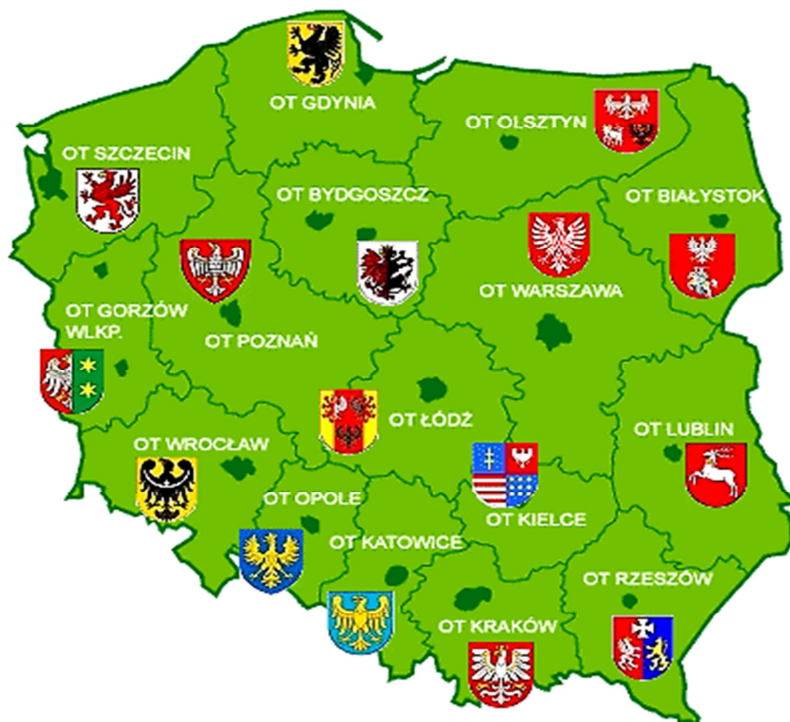 OT GDYNIA
OT OLSZTYN
OT SZCZECIN
OT BYDGOSZCZ
OT BIAŁYSTOK
OT WARSZAWA
OT GORZÓW
WLKP.
OT POZNAŃ
OT ŁÓDŹ
OT LUBLIN
OT WROCŁAW
OT OPOLE
OT KIELCE
OT KATOWICE
OT RZESZÓW
OT KRAKÓW